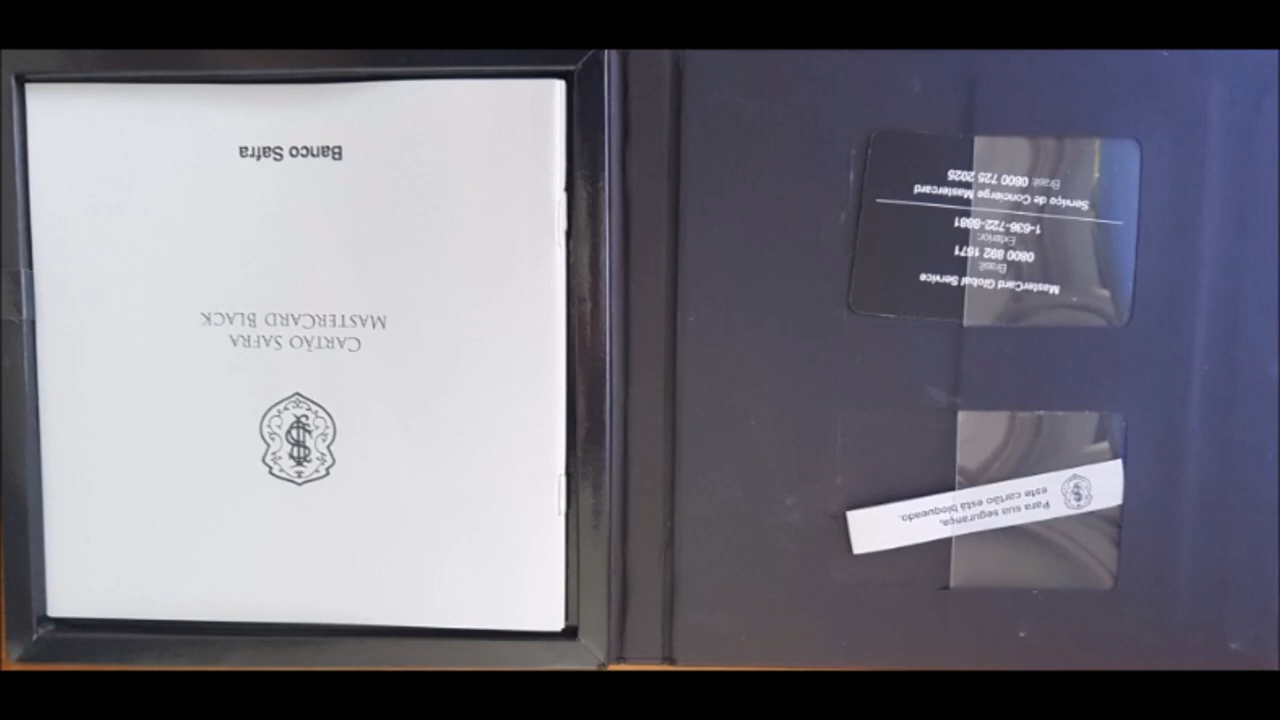 Para sua segurança,
este cartão está bloqueado.
MasterCard Global Service
Brasil:
0800 892 1671
Exterior:
1-636-722-8881
Serviço de Concierge Mastercard
Brasil: 0800 725 2025
CARTÃO SAFRA
MASTERCARD BLACK
Banco Safra